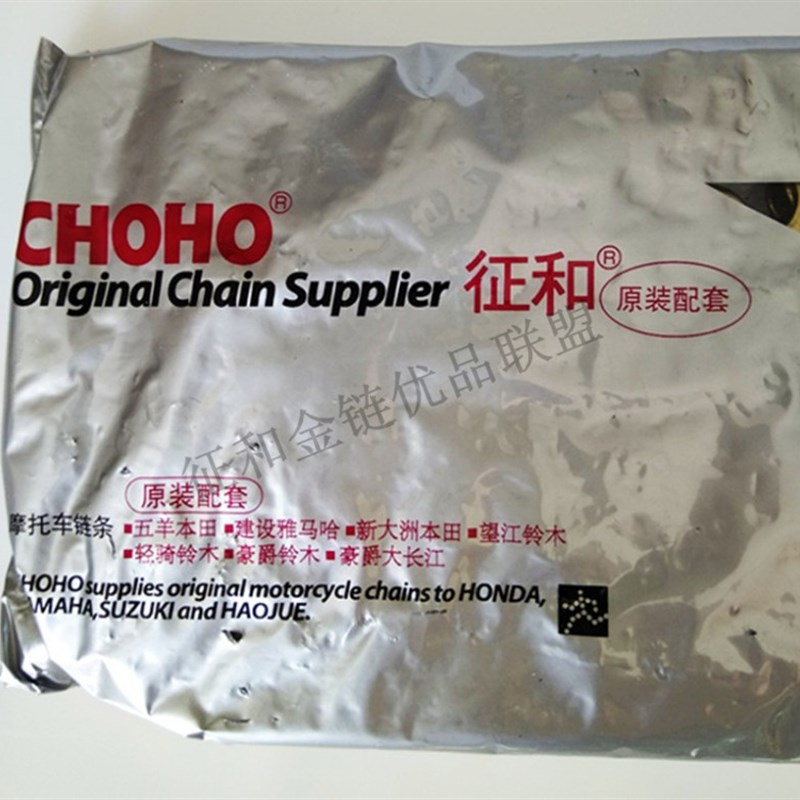 CHOHO®
Original Chain Supplier 征和® 原装配套
征和金链优品联盟
原装配套
摩托车链条 ■五羊本田 ■建设雅马哈 ■新大洲本田 ■望江铃木
■轻骑铃木 ■豪爵铃木 ■豪爵大长江
CHOHO supplies original motorcycle chains to HONDA,
YAMAHA,SUZUKI and HAOJUE.